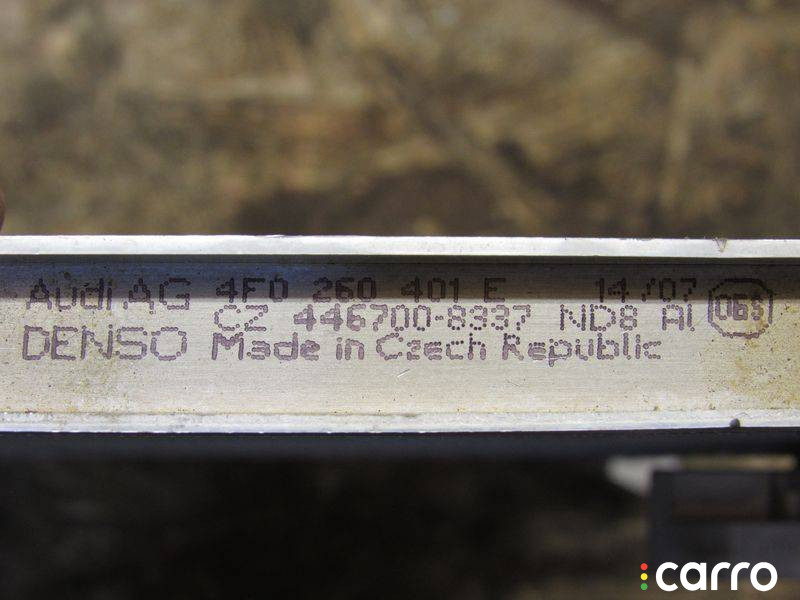 Audi AG 4F0 260 401 E 14/07
CZ 446700-8337 ND8 Al
DENSO Made in Czech Republic
carro